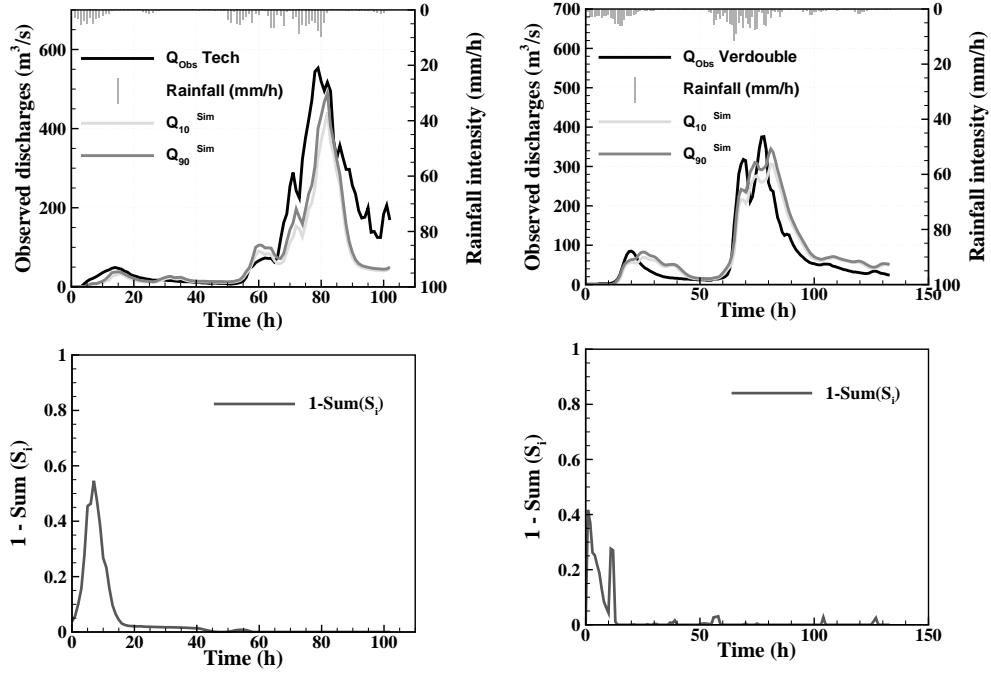 Observed discharges (m³/s)
600
400
200
0
Q_Obs Tech
Rainfall (mm/h)
Q_10 ^Sim
Q_90 ^Sim
0
20
40
60
80
100
Rainfall intensity (mm/h)
0 20 40 60 80 100
Time (h)
Observed discharges (m³/s)
700
600
500
400
300
200
100
0
Q_Obs Verdouble
Rainfall (mm/h)
Q_10 ^Sim
Q_90 ^Sim
0
20
40
60
80
100
Rainfall intensity (mm/h)
0 50 100 150
Time (h)
1 - Sum (S_i)
1
0.8
0.6
0.4
0.2
0
1-Sum(S_i)
0 20 40 60 80 100
Time (h)
1 - Sum (S_i)
1
0.8
0.6
0.4
0.2
0
1-Sum(S_i)
0 50 100 150
Time (h)